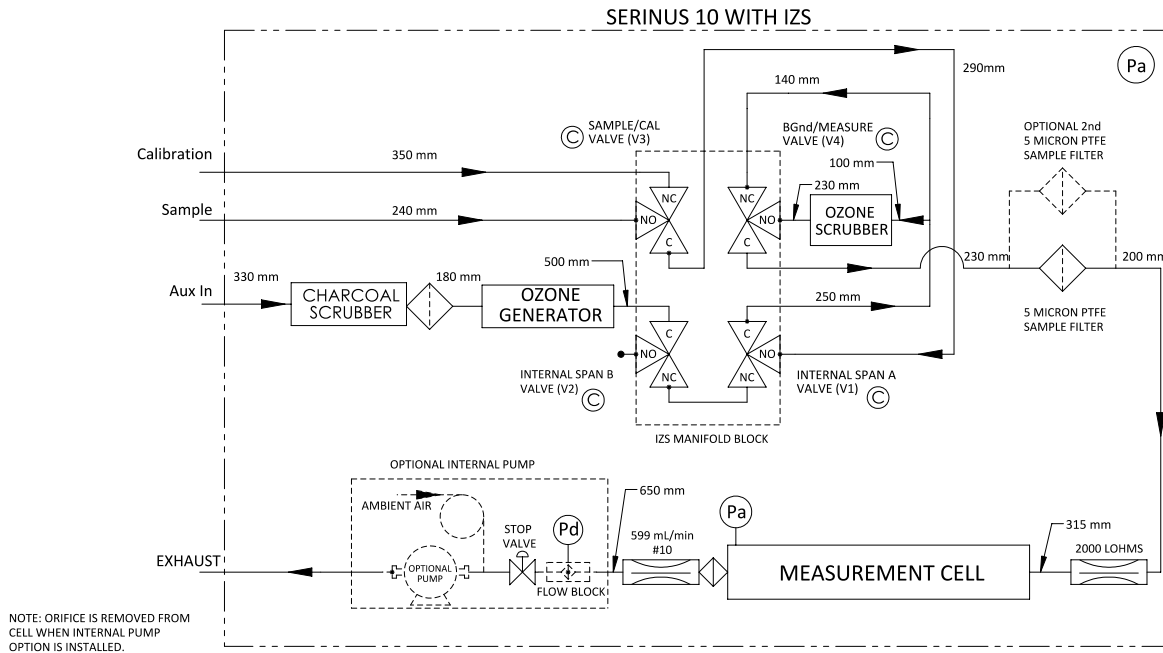 SERINUS 10 WITH IZS
Pa
290mm
140 mm
© SAMPLE/CAL
VALVE (V3)
BGnd/MEASURE
VALVE (V4) ©
OPTIONAL 2nd
5 MICRON PTFE
SAMPLE FILTER
Calibration
350 mm
100 mm
230 mm
NC
NC
Sample
240 mm
NO
NO
OZONE
SCRUBBER
C
C
230 mm
200 mm
500 mm
Aux In
330 mm
CHARCOAL
SCRUBBER
180 mm
OZONE
GENERATOR
250 mm
5 MICRON PTFE
SAMPLE FILTER
C
C
NO
NO
NC
NC
INTERNAL SPAN B
VALVE (V2)
©
INTERNAL SPAN A
VALVE (V1)
©
IZS MANIFOLD BLOCK
OPTIONAL INTERNAL PUMP
AMBIENT AIR
650 mm
STOP
VALVE
Pd
599 mL/min
#10
Pa
315 mm
2000 LOHMS
EXHAUST
OPTIONAL
PUMP
FLOW BLOCK
MEASUREMENT CELL
NOTE: ORIFICE IS REMOVED FROM
CELL WHEN INTERNAL PUMP
OPTION IS INSTALLED.